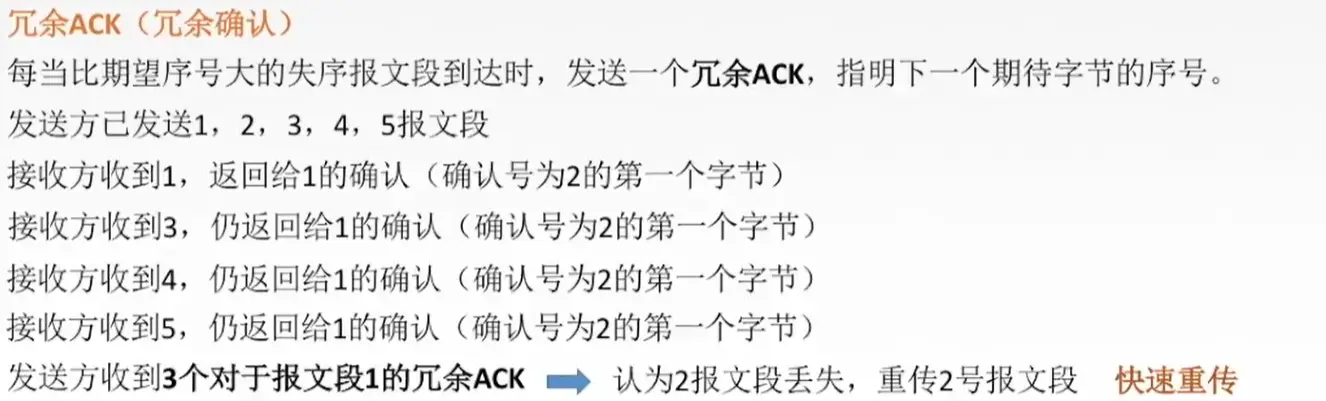 冗余ACK（冗余确认）
每当比期望序号大的失序报文段到达时，发送一个冗余ACK，指明下一个期待字节的序号。
发送方已发送1，2，3，4，5报文段
接收方收到1，返回给1的确认（确认号为2的第一个字节）
接收方收到3，仍返回给1的确认（确认号为2的第一个字节）
接收方收到4，仍返回给1的确认（确认号为2的第一个字节）
接收方收到5，仍返回给1的确认（确认号为2的第一个字节）
发送方收到3个对于报文段1的冗余ACK 认为2报文段丢失，重传2号报文段 快速重传